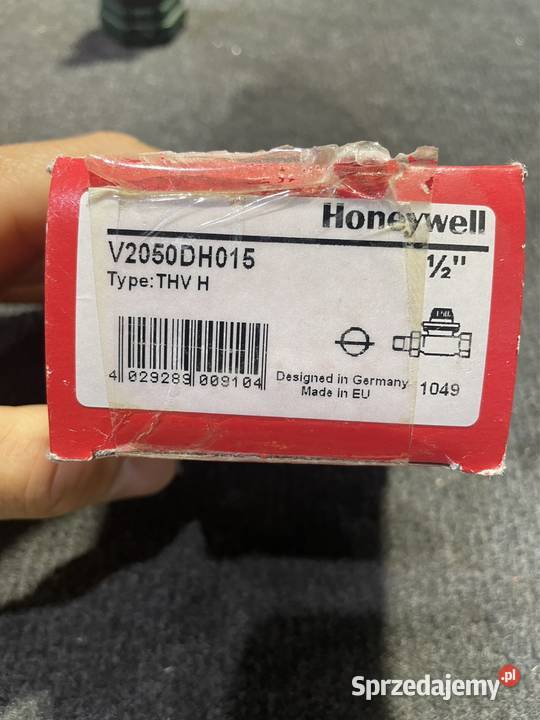 Honeywell
V2050DH015 ½"
Type: THV H
4 029289 009104
Designed in Germany
Made in EU
1049
Sprzedajemy.pl